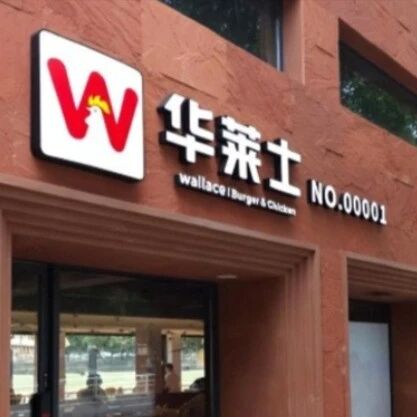 W
华莱士
wallace | Burger & Chicken
NO.00001